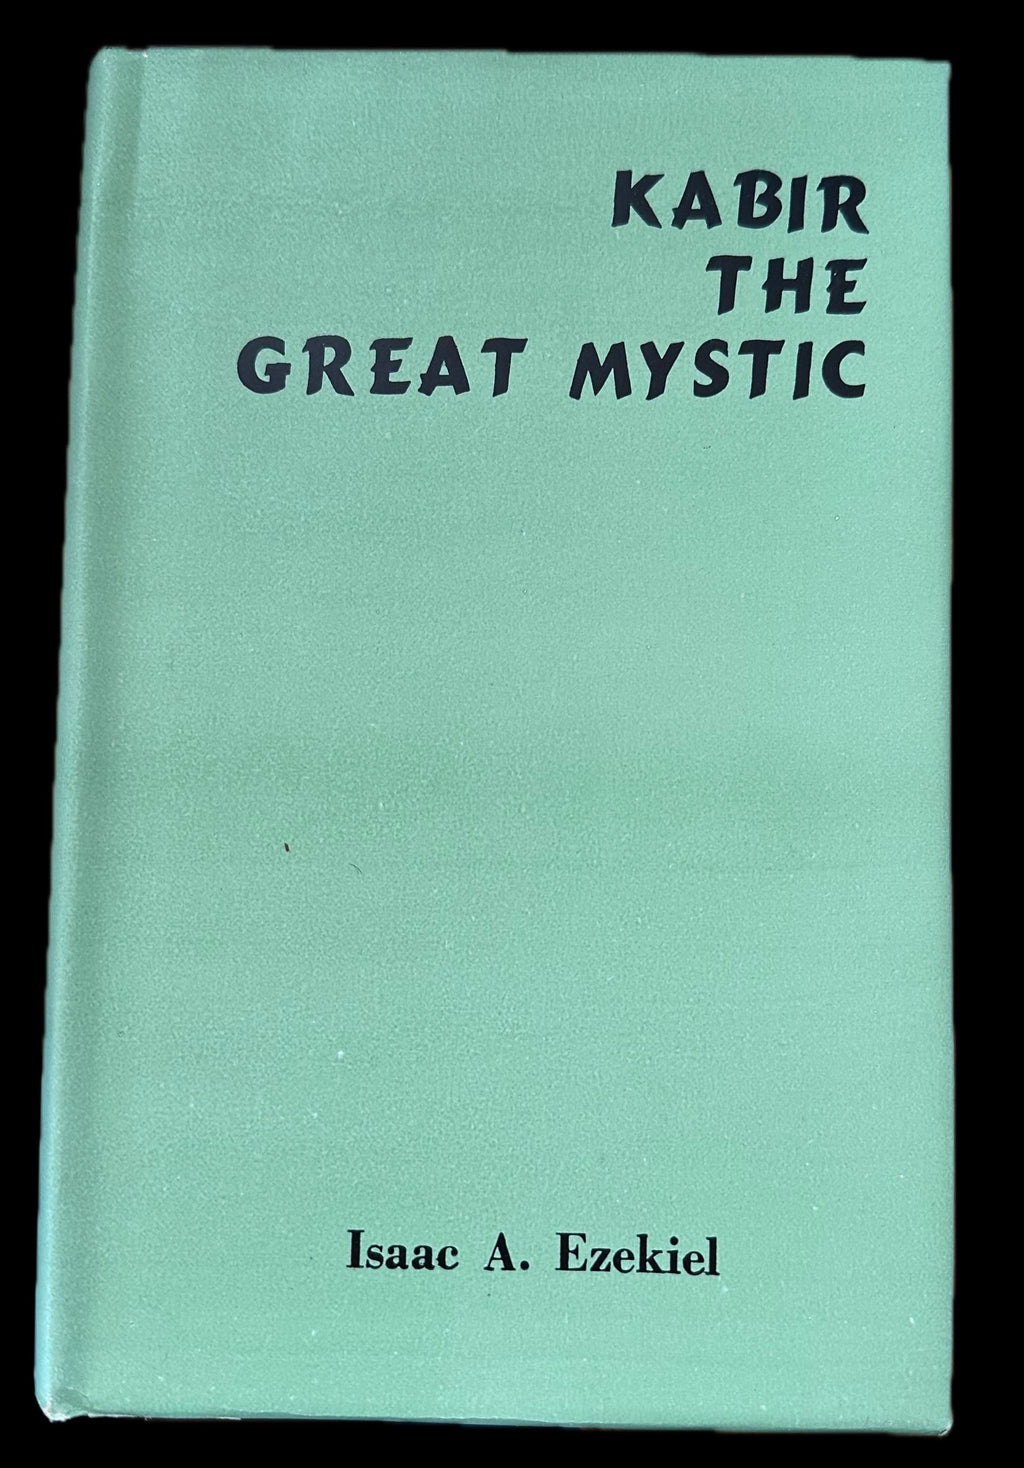 KABIR
THE
GREAT MYSTIC
Isaac A. Ezekiel